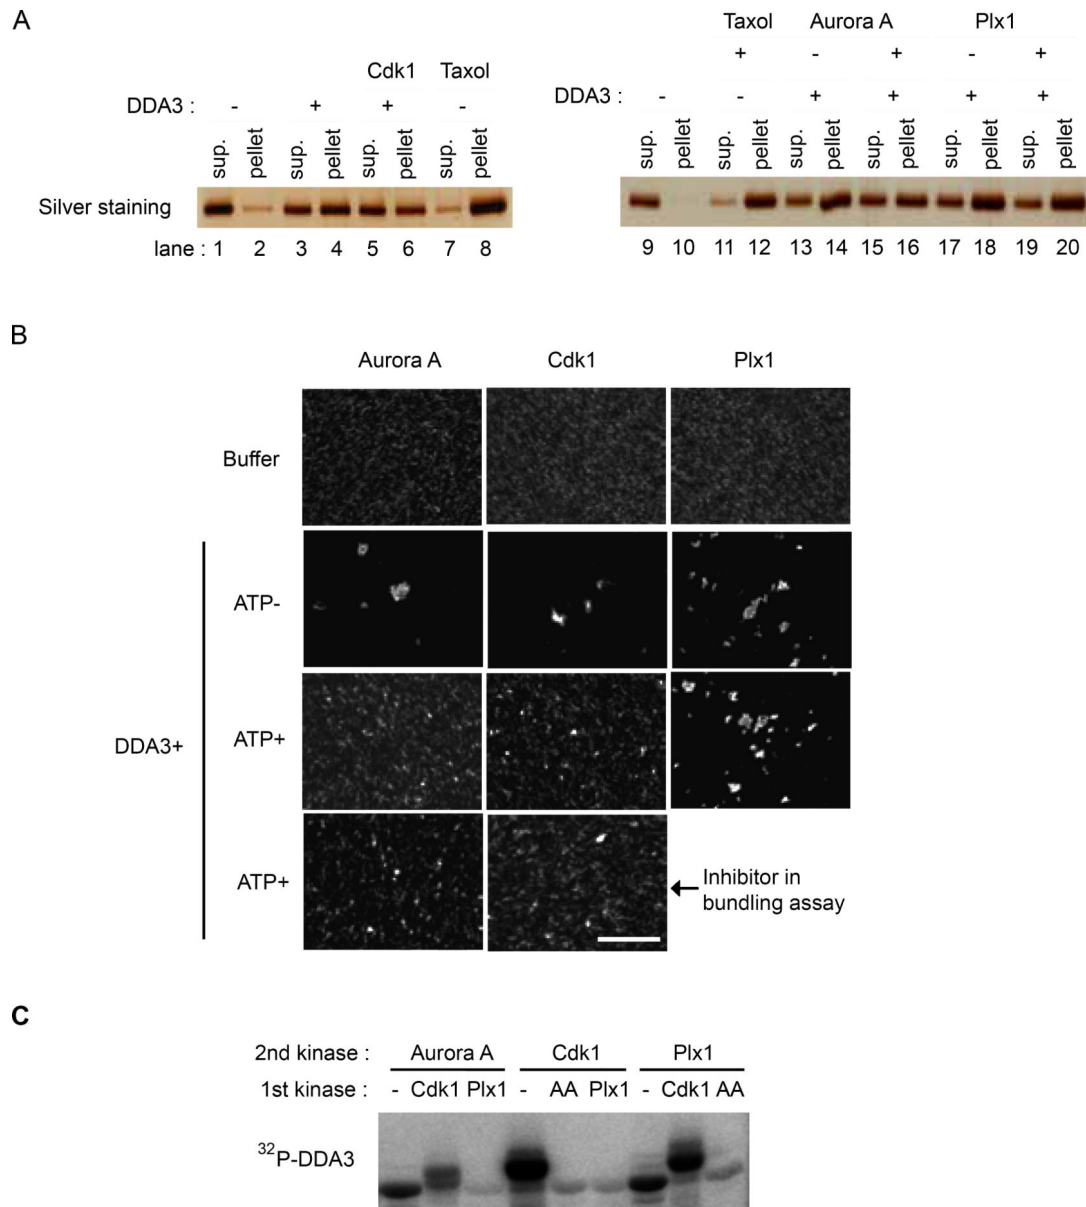 A
Cdk1 Taxol
DDA3 : - + + -
sup. pellet sup. pellet sup. pellet sup. pellet
Silver staining
lane : 1 2 3 4 5 6 7 8
Taxol Aurora A Plx1
+ - + - +
DDA3 : - - + + + +
sup. pellet sup. pellet sup. pellet sup. pellet sup. pellet sup. pellet
9 10 11 12 13 14 15 16 17 18 19 20
B
Aurora A Cdk1 Plx1
Buffer
ATP-
DDA3+
ATP+
ATP+
Inhibitor in
bundling assay
C
2nd kinase : Aurora A Cdk1 Plx1
1st kinase : - Cdk1 Plx1 - AA Plx1 - Cdk1 AA
32P-DDA3